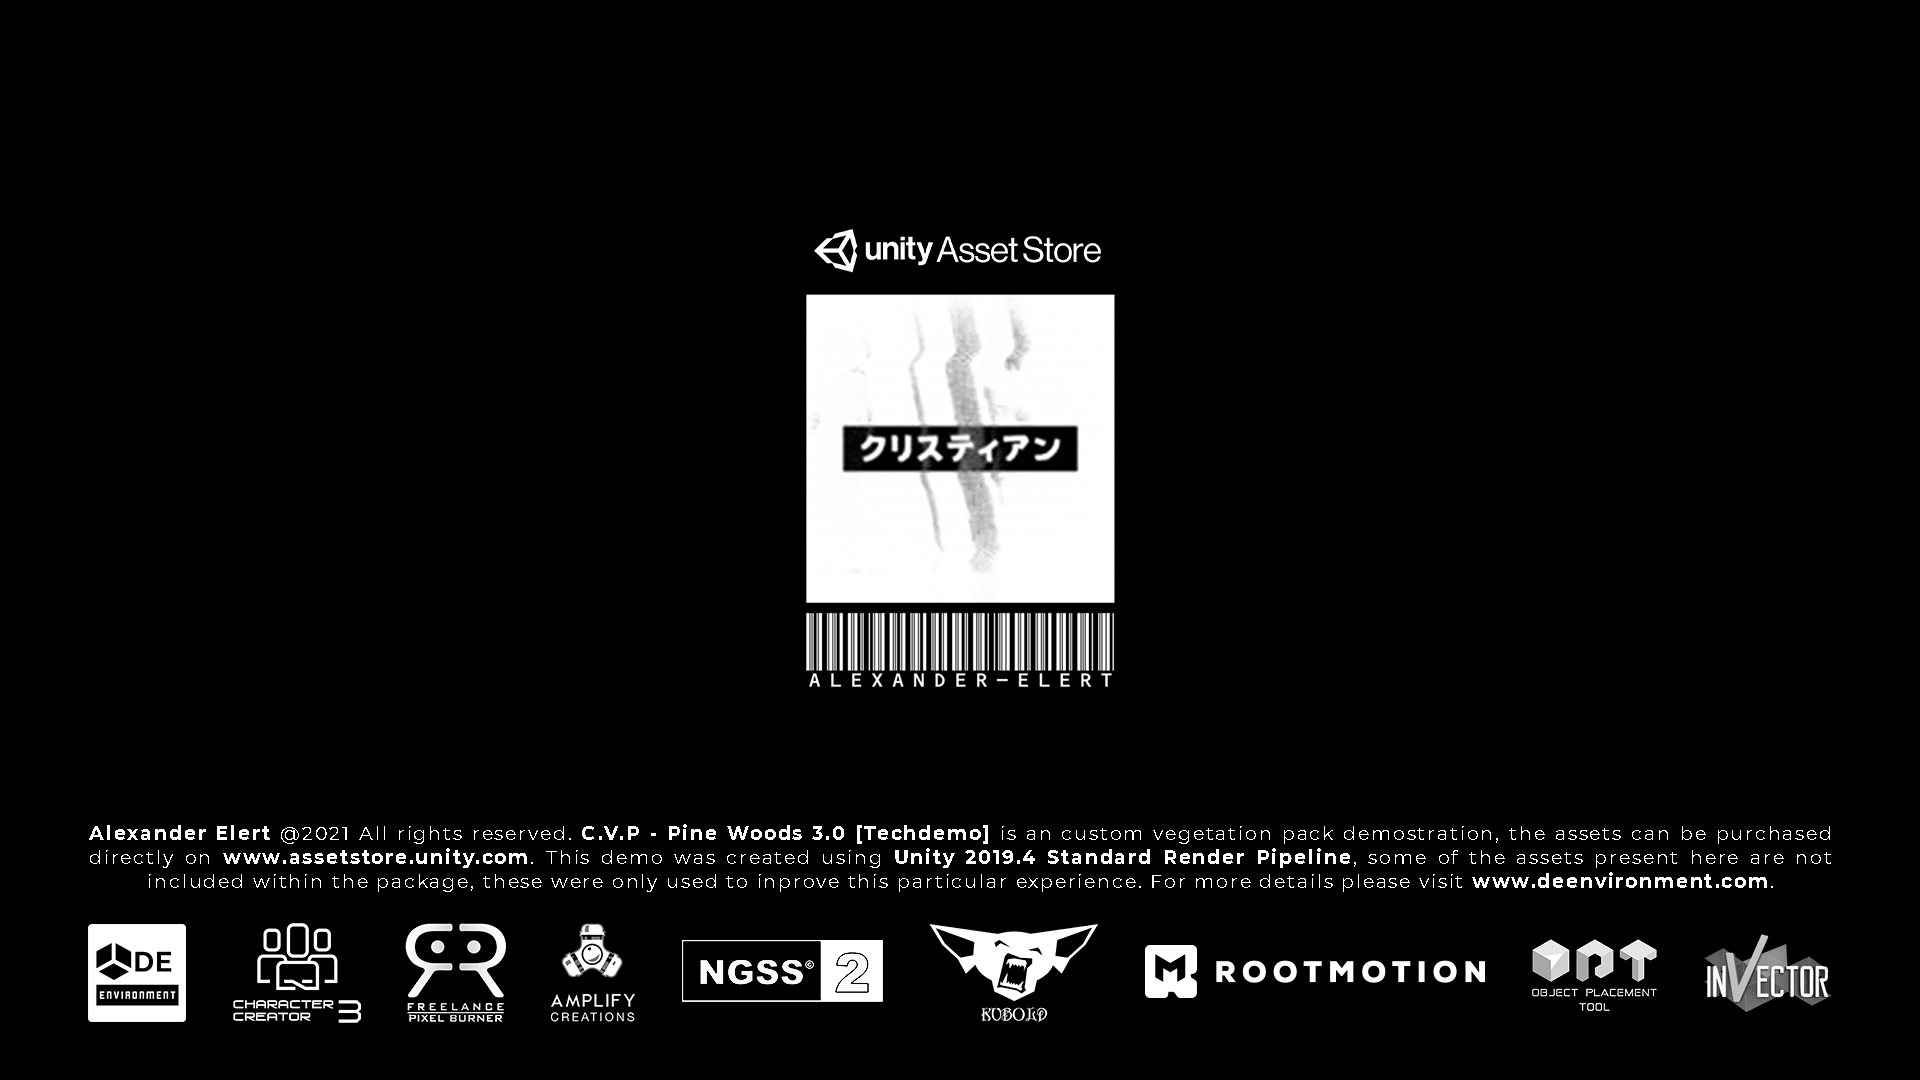 unity Asset Store
クリスティアン
ALEXANDER-ELERT
Alexander Elert @2021 All rights reserved. C.V.P - Pine Woods 3.0 [Techdemo] is an custom vegetation pack demostration, the assets can be purchased
directly on www.assetstore.unity.com. This demo was created using Unity 2019.4 Standard Render Pipeline, some of the assets present here are not
included within the package, these were only used to inprove this particular experience. For more details please visit www.deenvironment.com.
DE
ENVIRONMENT
CHARACTER
CREATOR 3
FREELANCE
PIXEL BURNER
AMPLIFY
CREATIONS
NGSS© 2
KUBOLD
ROOTMOTION
OPT
OBJECT PLACEMENT
TOOL
INVECTOR